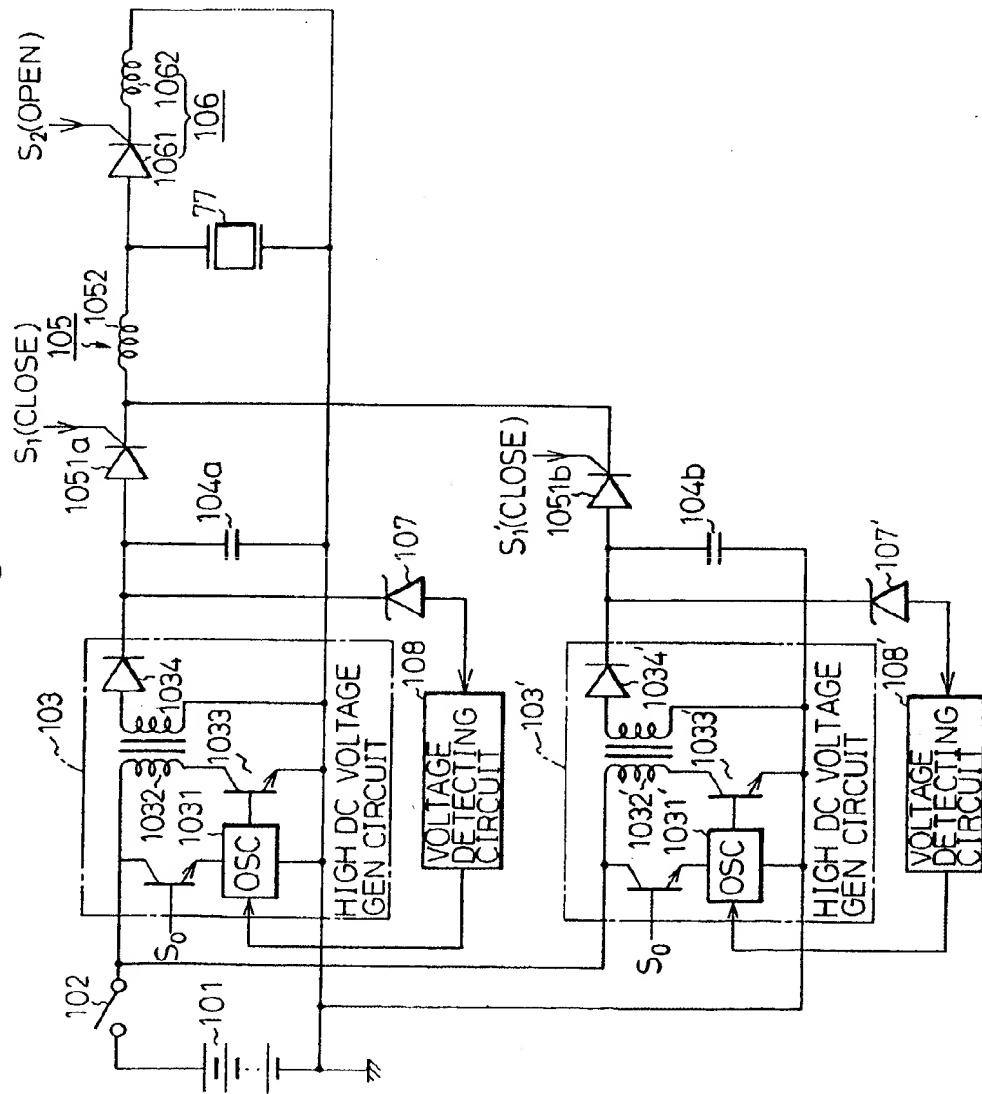 102
101
S0
103
1032
1031
OSC
1033
1034
HIGH DC VOLTAGE
GEN CIRCUIT
108
VOLTAGE
DETECTING
CIRCUIT
107
104a
S1(CLOSE)
1051a
105
1052
77
S2(OPEN)
1061
1062
106
S0
103'
1032'
1031'
OSC
1033'
1034'
HIGH DC VOLTAGE
GEN CIRCUIT
108'
VOLTAGE
DETECTING
CIRCUIT
107'
104b
S1'(CLOSE)
1051b